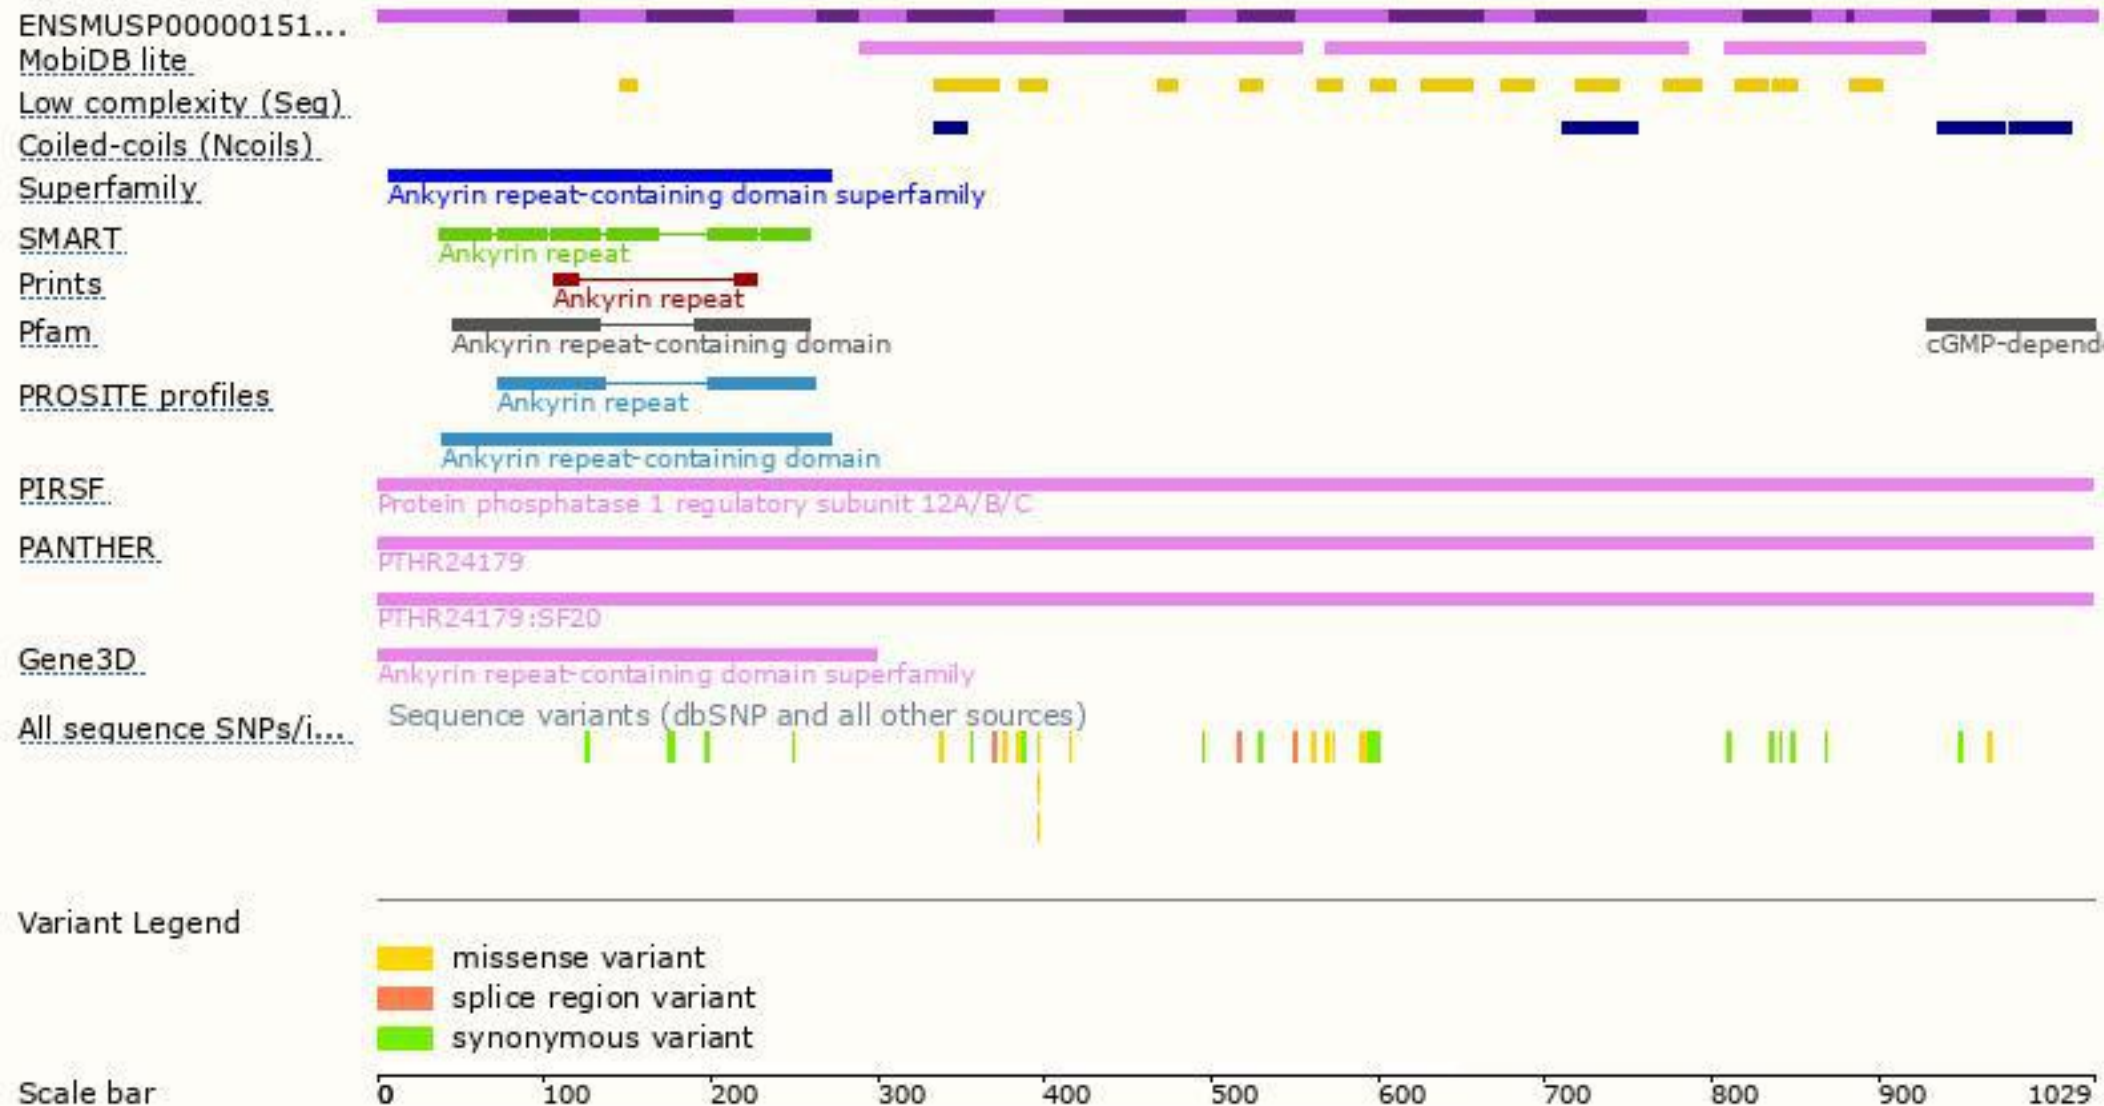 ENSMUSP00000151...
MobiDB lite
Low complexity (Seg)
Coiled-coils (Ncoils)
Superfamily
Ankyrin repeat-containing domain superfamily
SMART
Ankyrin repeat
Prints
Ankyrin repeat
Pfam
Ankyrin repeat-containing domain
cGMP-depend
PROSITE profiles
Ankyrin repeat
Ankyrin repeat-containing domain
PIRSF
Protein phosphatase 1 regulatory subunit 12A/B/C
PANTHER
PTHR24179
PTHR24179:SF20
Gene3D
Ankyrin repeat-containing domain superfamily
All sequence SNPs/i...
Sequence variants (dbSNP and all other sources)
Variant Legend
missense variant
splice region variant
synonymous variant
Scale bar
0 100 200 300 400 500 600 700 800 900 1029